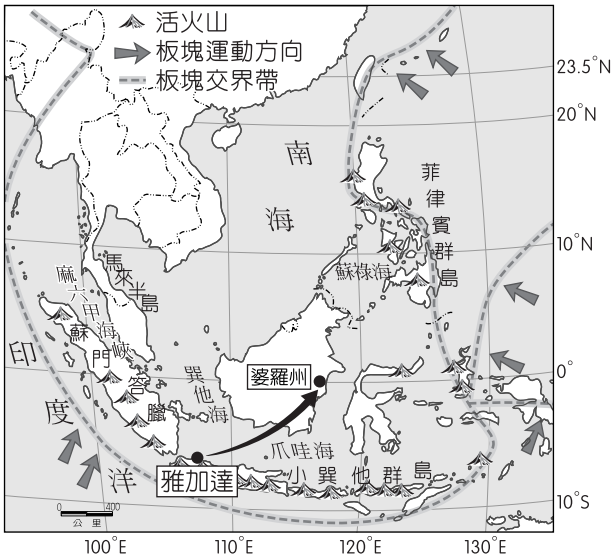 活火山
板塊運動方向
板塊交界帶
23.5°N
20°N
10°N
0°
10°S
南海
菲律賓群島
蘇祿海
馬來半島
麻六甲海峽
蘇門答臘
印度洋
巽他海
婆羅州
爪哇海
雅加達
小巽他群島
0 400
公里
100°E
110°E
120°E
130°E